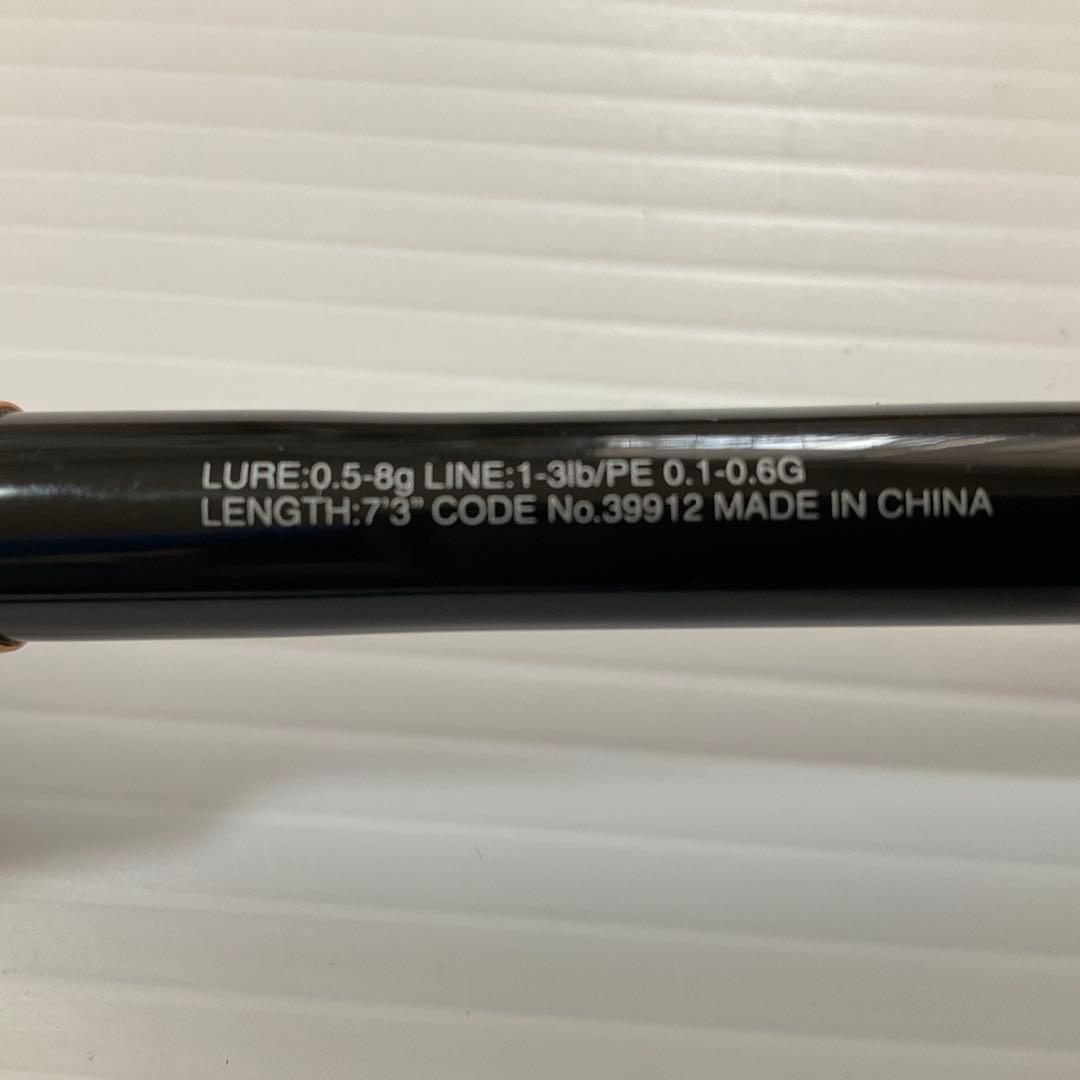 LURE:0.5-8g LINE:1-3lb/PE 0.1-0.6G
LENGTH:7'3'" CODE No.39912 MADE IN CHINA